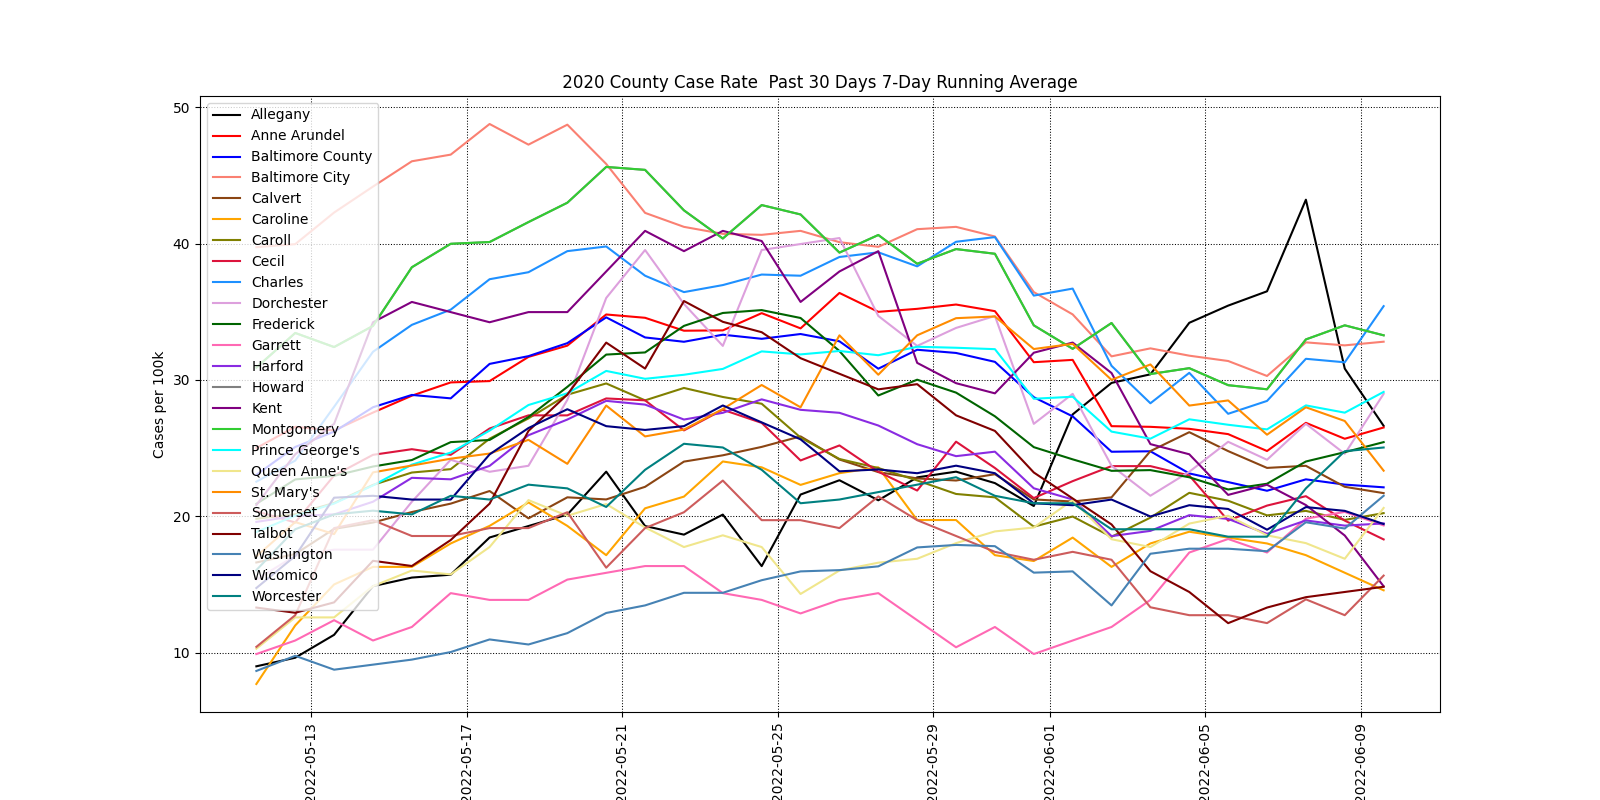 2020 County Case Rate  Past 30 Days 7-Day Running Average
Cases per 100k
50
40
30
20
10
Allegany
Anne Arundel
Baltimore County
Baltimore City
Calvert
Caroline
Caroll
Cecil
Charles
Dorchester
Frederick
Garrett
Harford
Howard
Kent
Montgomery
Prince George's
Queen Anne's
St. Mary's
Somerset
Talbot
Washington
Wicomico
Worcester
2022-05-13
2022-05-17
2022-05-21
2022-05-25
2022-05-29
2022-06-01
2022-06-05
2022-06-09